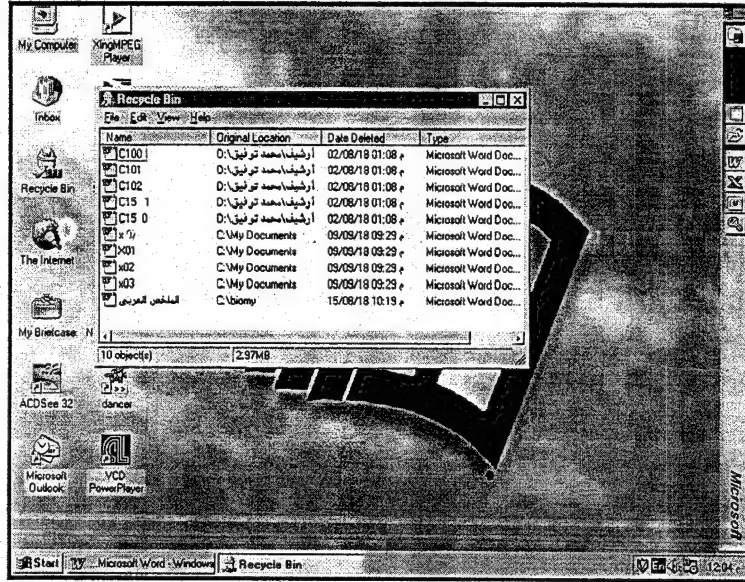 My Computer
XingMPEG Player
Inbox
Recycle Bin
The Internet
My Briefcase
N
ACDSee 32
dancer
Microsoft Outlook
VCD PowerPlayer
Recycle Bin
File Edit View Help
Name Original Location Date Deleted Type
C100 D:\أرشيف\محمد توفيق 02/08/18 01:08 م Microsoft Word Doc...
C101 D:\أرشيف\محمد توفيق 02/08/18 01:08 م Microsoft Word Doc...
C102 D:\أرشيف\محمد توفيق 02/08/18 01:08 م Microsoft Word Doc...
C15 1 D:\أرشيف\محمد توفيق 02/08/18 01:08 م Microsoft Word Doc...
C15 0 D:\أرشيف\محمد توفيق 02/08/18 01:08 م Microsoft Word Doc...
x C:\My Documents 09/09/18 09:29 م Microsoft Word Doc...
X01 C:\My Documents 09/09/18 09:29 م Microsoft Word Doc...
x02 C:\My Documents 09/09/18 09:29 م Microsoft Word Doc...
x03 C:\My Documents 09/09/18 09:29 م Microsoft Word Doc...
الملخص العربى C:\biomy 15/08/18 10:19 م Microsoft Word Doc...
10 object(s) 2.97MB
Microsoft
Start Microsoft Word - Windows Recycle Bin En 12:04